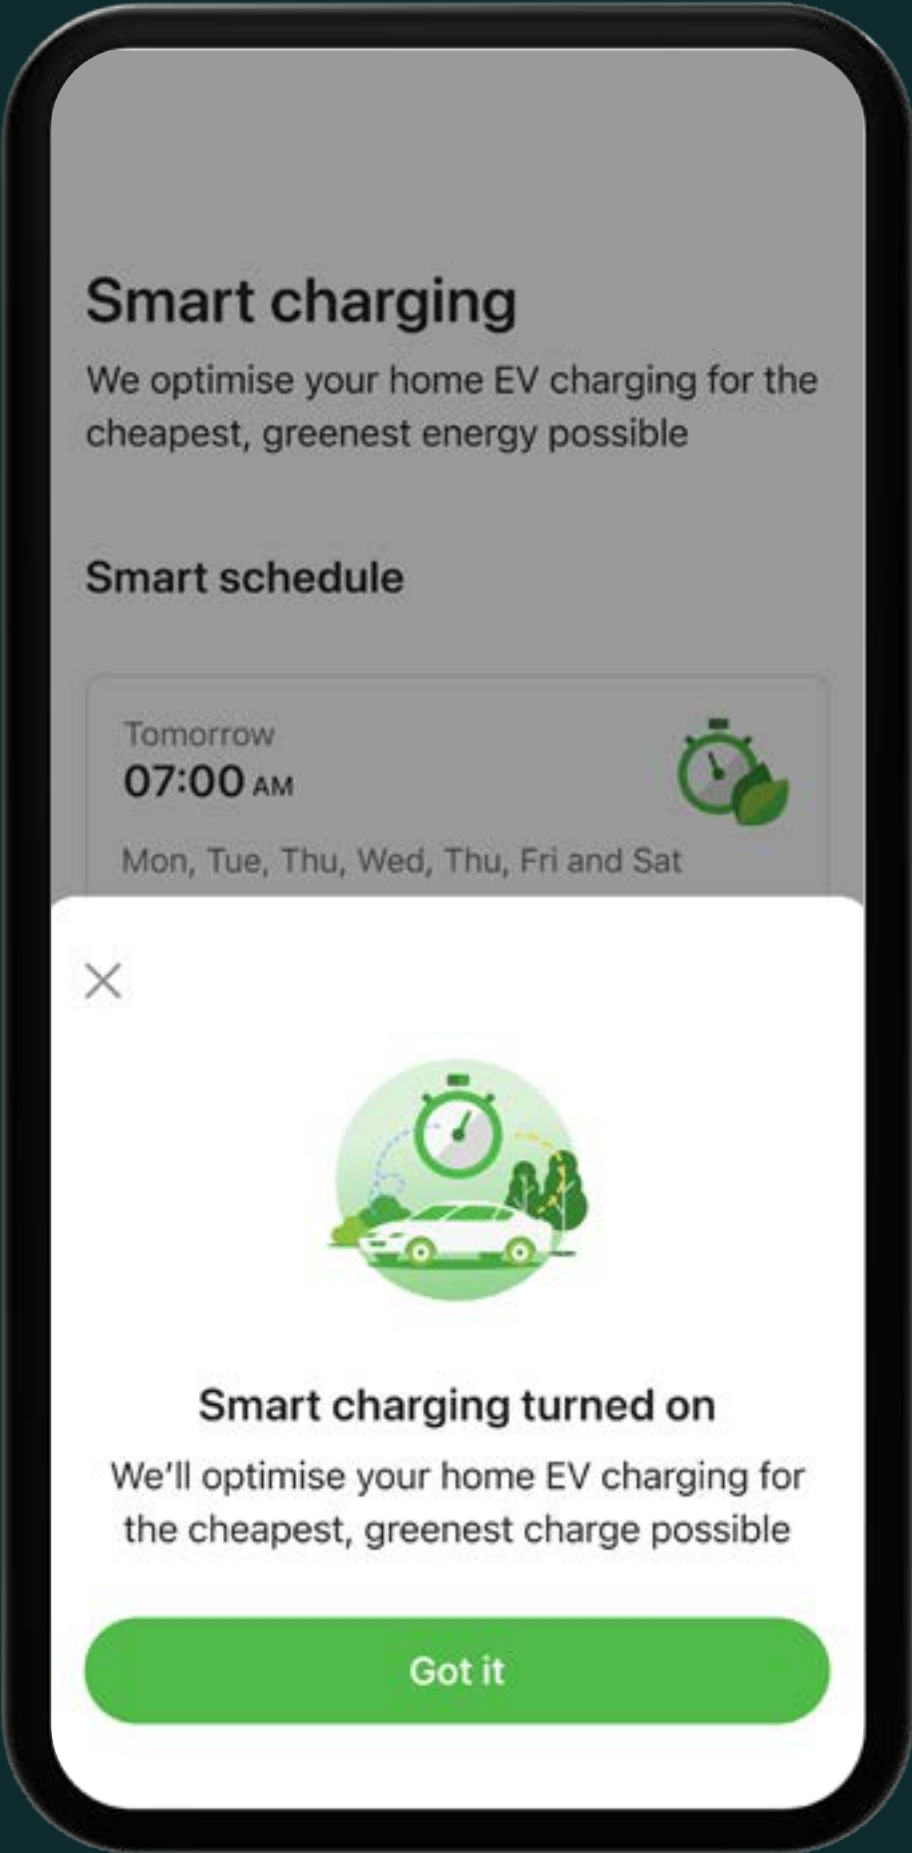 Smart charging
We optimise your home EV charging for the
cheapest, greenest energy possible
Smart schedule
Tomorrow
07:00 AM
Mon, Tue, Thu, Wed, Thu, Fri and Sat
Smart charging turned on
We'll optimise your home EV charging for
the cheapest, greenest charge possible
Got it